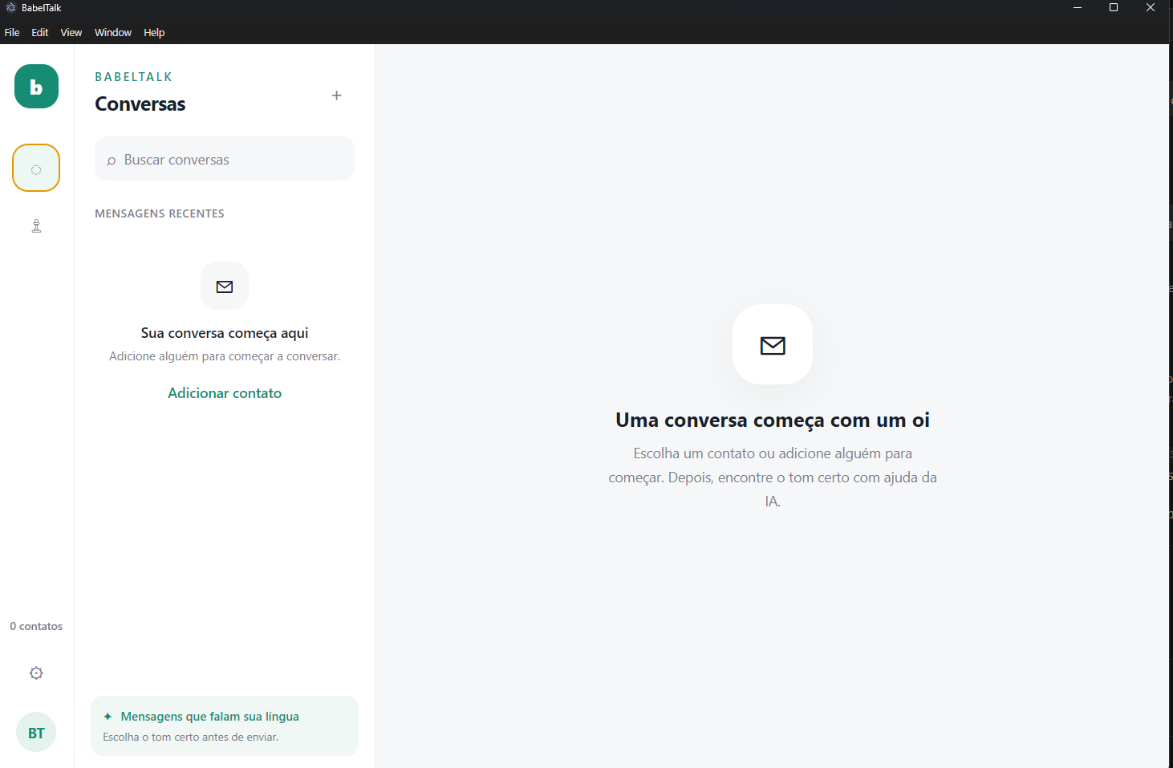 BabelTalk
File Edit View Window Help
b
BABELTALK
Conversas
+
Buscar conversas
MENSAGENS RECENTES
Sua conversa começa aqui
Adicione alguém para começar a conversar.
Adicionar contato
Uma conversa começa com um oi
Escolha um contato ou adicione alguém para
começar. Depois, encontre o tom certo com ajuda da
IA.
0 contatos
BT
Mensagens que falam sua língua
Escolha o tom certo antes de enviar.